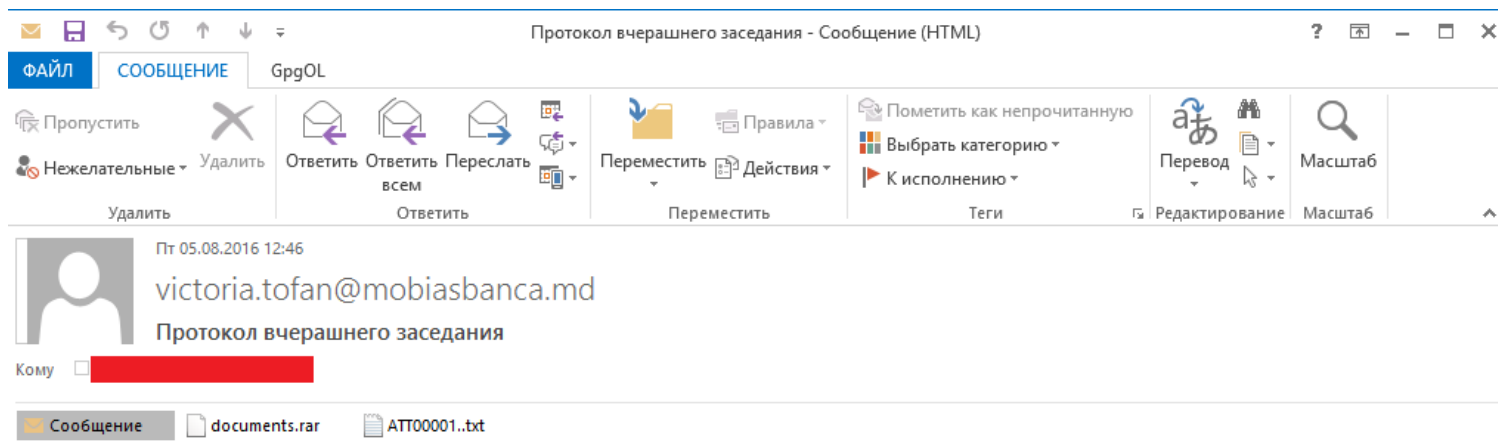 Протокол вчерашнего заседания - Сообщение (HTML) ?
ФАЙЛ СООБЩЕНИЕ GpgOL
Пропустить
Нежелательные
Удалить
Ответить
Ответить всем
Переслать
Переместить
Правила
Действия
Пометить как непрочитанную
Выбрать категорию
К исполнению
Перевод
Масштаб
Удалить Ответить Переместить Теги Редактирование Масштаб
Пт 05.08.2016 12:46
victoria.tofan@mobiasbanca.md
Протокол вчерашнего заседания
Кому
Сообщение documents.rar ATT00001..txt